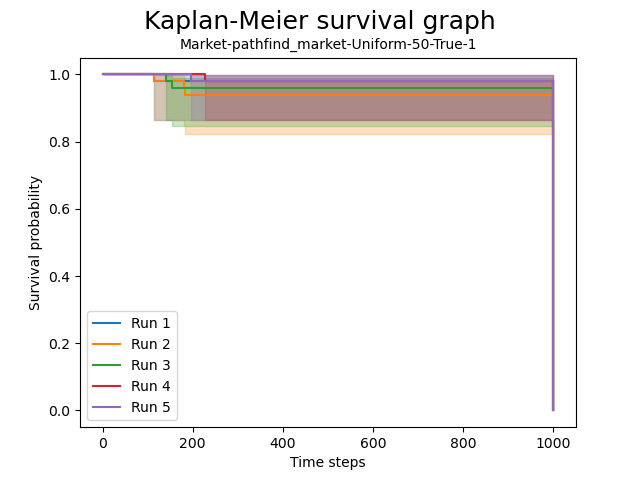 Kaplan-Meier survival graph
Market-pathfind_market-Uniform-50-True-1
1.0
0.8
0.6
0.4
0.2
0.0
Survival probability
Run 1
Run 2
Run 3
Run 4
Run 5
0
200
400
600
800
1000
Time steps